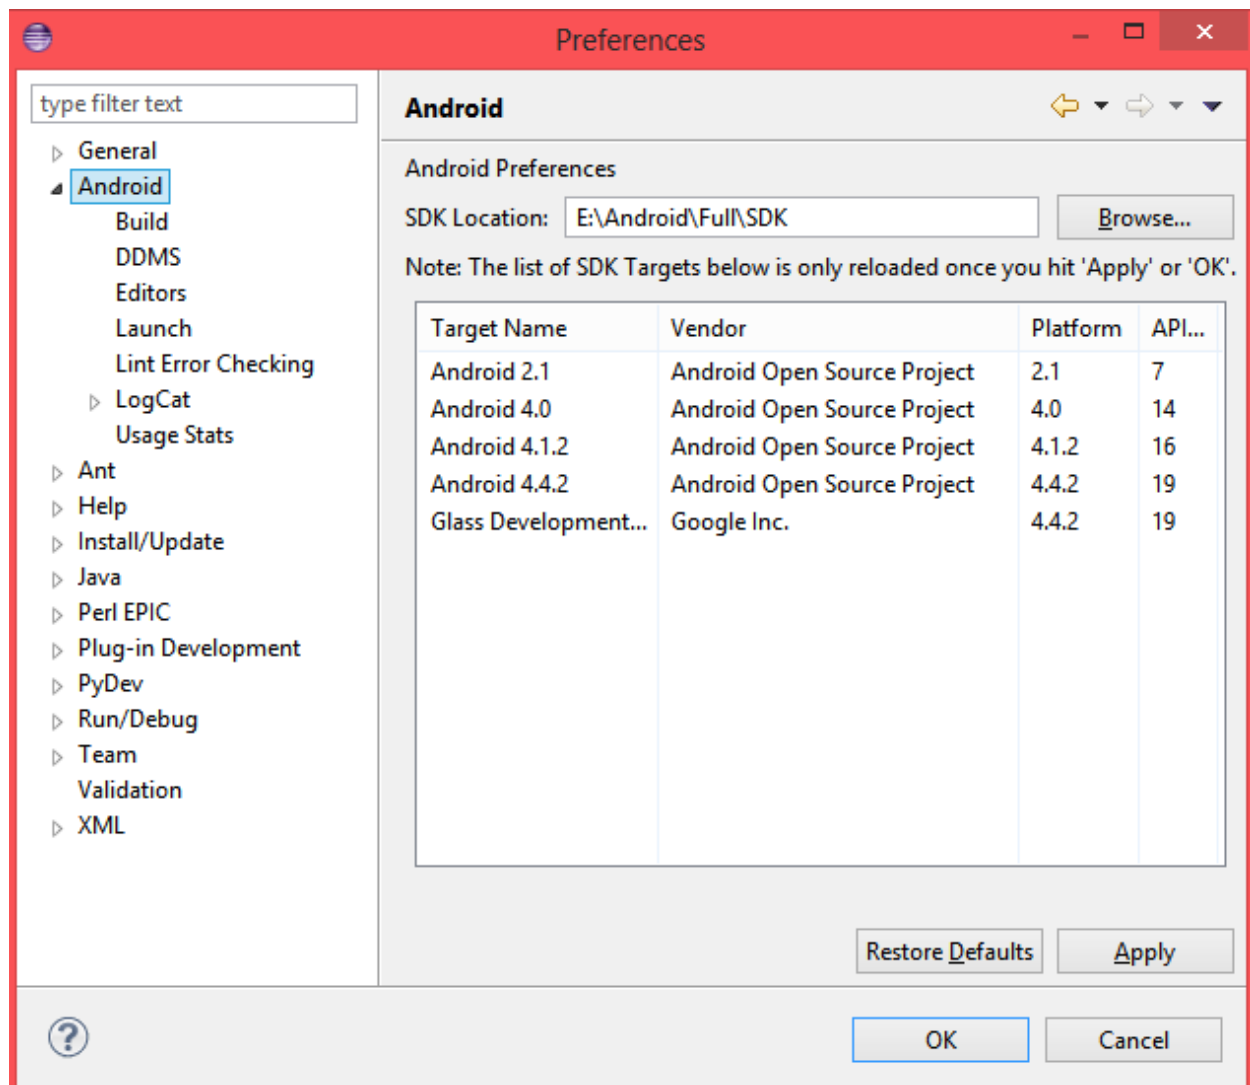 Preferences
type filter text
General
Android
Build
DDMS
Editors
Launch
Lint Error Checking
LogCat
Usage Stats
Ant
Help
Install/Update
Java
Perl EPIC
Plug-in Development
PyDev
Run/Debug
Team
Validation
XML
Android
Android Preferences
SDK Location: E:\Android\Full\SDK Browse...
Note: The list of SDK Targets below is only reloaded once you hit 'Apply' or 'OK'.
Target Name Vendor Platform API...
Android 2.1 Android Open Source Project 2.1 7
Android 4.0 Android Open Source Project 4.0 14
Android 4.1.2 Android Open Source Project 4.1.2 16
Android 4.4.2 Android Open Source Project 4.4.2 19
Glass Development... Google Inc. 4.4.2 19
Restore Defaults Apply
OK Cancel